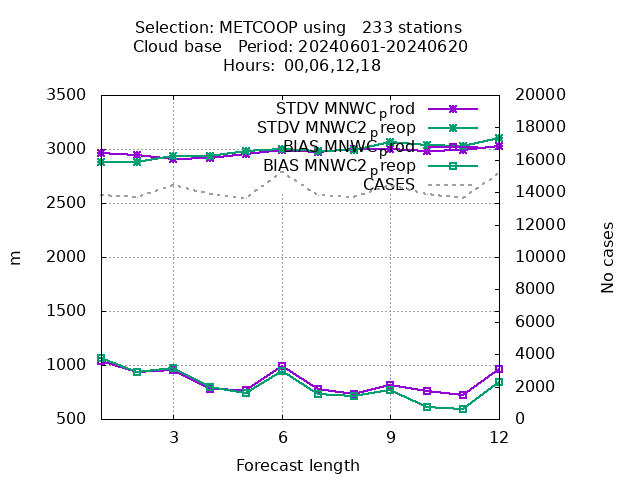 Selection: METCOOP using   233 stations
Cloud base   Period: 20240601-20240620
Hours: 00,06,12,18
3500
3000
2500
2000
1500
1000
500
20000
18000
16000
14000
12000
10000
8000
6000
4000
2000
0
STDV MNWC_prod
STDV MNWC2_preop
BIAS MNWC_prod
BIAS MNWC2_preop
CASES
m
No cases
3
6
9
12
Forecast length